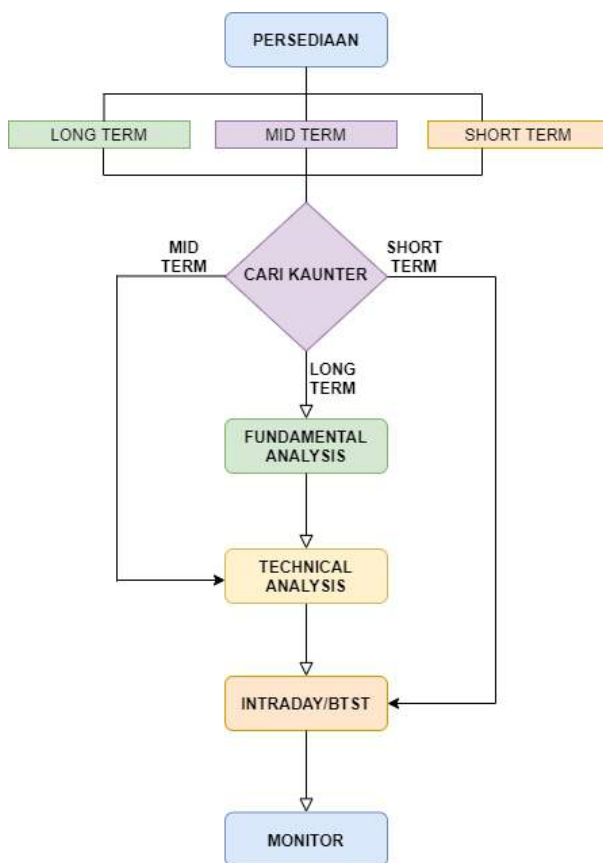 PERSEDIAAN
LONG TERM
MID TERM
SHORT TERM
MID
TERM
CARI KAUNTER
SHORT
TERM
LONG
TERM
FUNDAMENTAL
ANALYSIS
TECHNICAL
ANALYSIS
INTRADAY/BTST
MONITOR